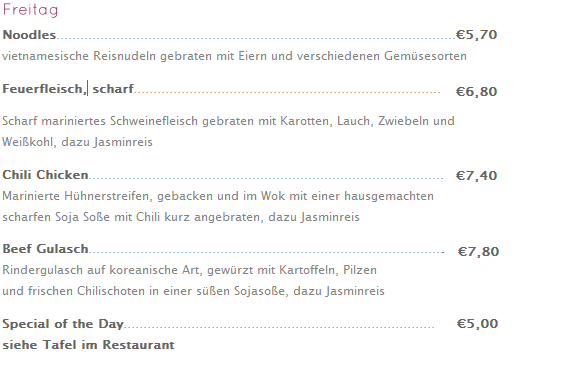 Freitag
Noodles...............................................................................................€5,70
vietnamesische Reisnudeln gebraten mit Eiern und verschiedenen Gemüsesorten
Feuerfleisch, scharf.......................................................................... €6,80
Scharf mariniertes Schweinefleisch gebraten mit Karotten, Lauch, Zwiebeln und
Weißkohl, dazu Jasminreis
Chili Chicken..................................................................................... €7,40
Marinierte Hühnerstreifen, gebacken und im Wok mit einer hausgemachten
scharfen Soja Soße mit Chili kurz angebraten, dazu Jasminreis
Beef Gulasch.....................................................................................- €7,80
Rindergulasch auf koreanische Art, gewürzt mit Kartoffeln, Pilzen
und frischen Chilischoten in einer süßen Sojasoße, dazu Jasminreis
Special of the Day........................................................................... €5,00
siehe Tafel im Restaurant